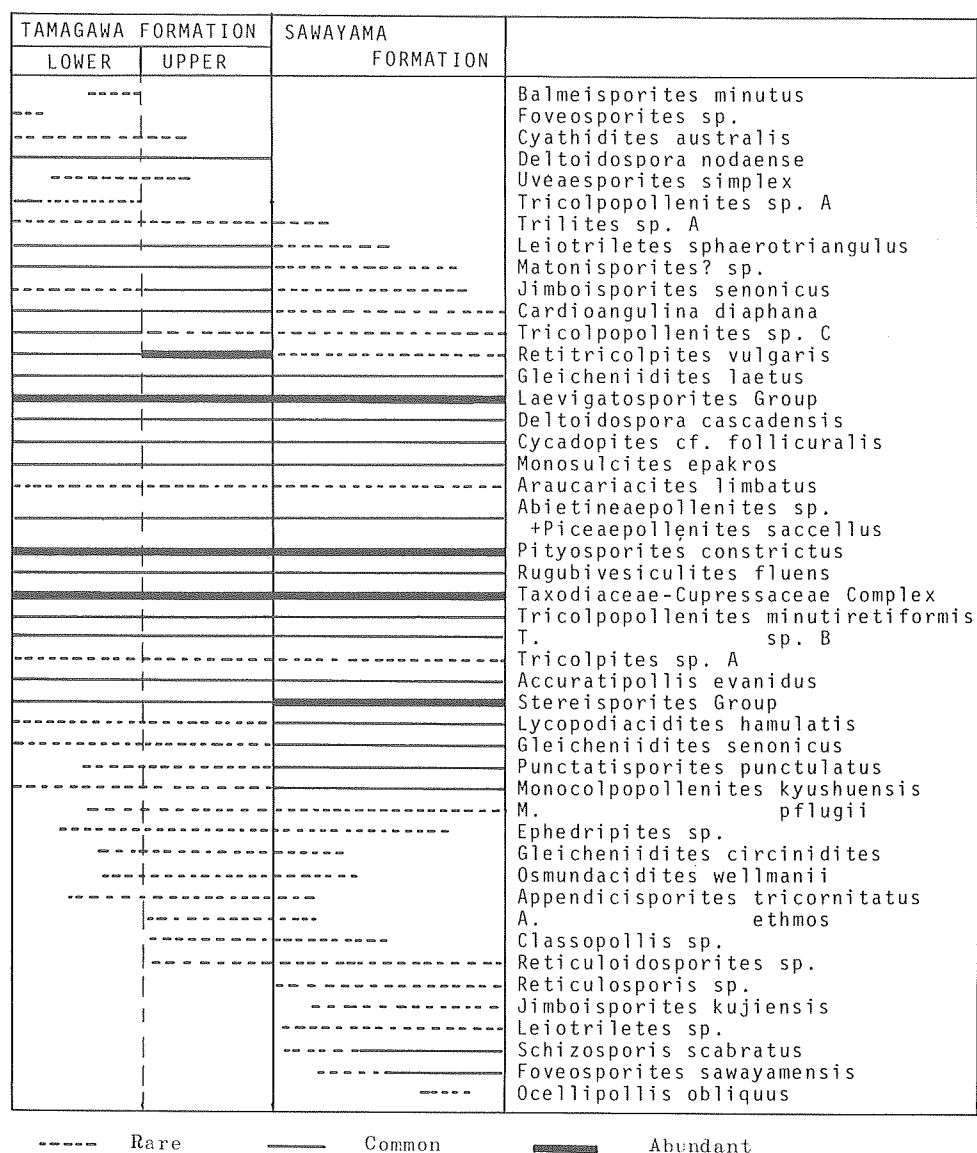 TAMAGAWA FORMATION
LOWER UPPER
SAWAYAMA
FORMATION
Balmeisporites minutus
Foveosporites sp.
Cyathidites australis
Deltoidospora nodaense
Uveaesporites simplex
Tricolpopollenites sp. A
Trilites sp. A
Leiotriletes sphaerotriangulus
Matonisporites? sp.
Jimboisporites senonicus
Cardioangulina diaphana
Tricolpopollenites sp. C
Retitricolpites vulgaris
Gleicheniidites laetus
Laevigatosporites Group
Deltoidospora cascadensis
Cycadopites cf. follicuralis
Monosulcites epakros
Araucariacites limbatus
Abietineaepollenites sp.
+Piceaepollenites saccellus
Pityosporites constrictus
Rugubivesiculites fluens
Taxodiaceae-Cupressaceae Complex
Tricolpopollenites minutiretiformis
T. sp. B
Tricolpites sp. A
Accuratipollis evanidus
Stereisporites Group
Lycopodiacidites hamulatis
Gleicheniidites senonicus
Punctatisporites punctulatus
Monocolpopollenites kyushuensis
M. pflugii
Ephedripites sp.
Gleicheniidites circinidites
Osmundacidites wellmanii
Appendicisporites tricornitatus
A. ethmos
Classopollis sp.
Reticuloidosporites sp.
Reticulosporis sp.
Jimboisporites kujiensis
Leiotriletes sp.
Schizosporis scabratus
Foveosporites sawayamensis
Ocellipollis obliquus
Rare Common Abundant